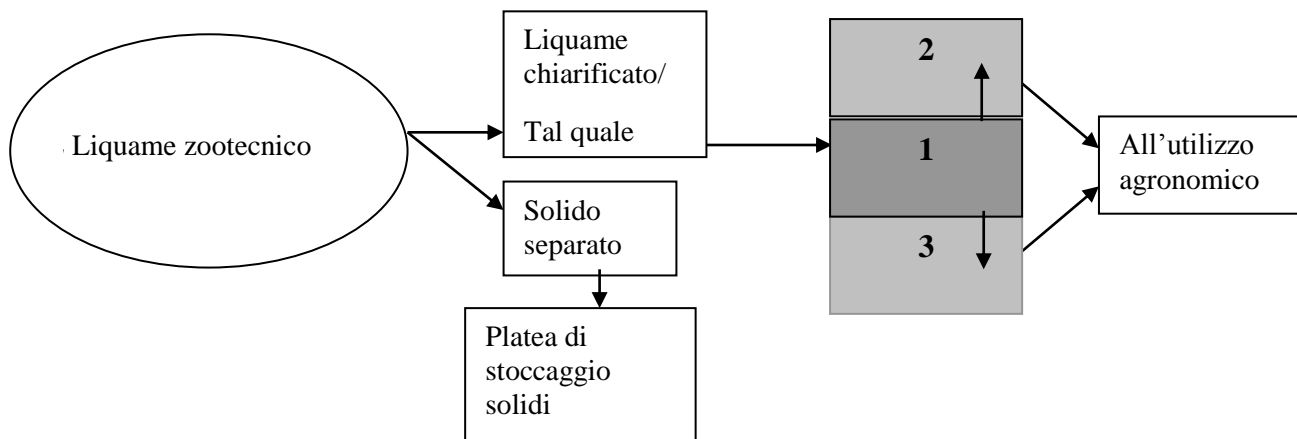 Liquame zootecnico
Liquame
chiarificato/
Tal quale
Solido
separato
Platea di
stoccaggio
solidi
2
1
3
All’utilizzo
agronomico